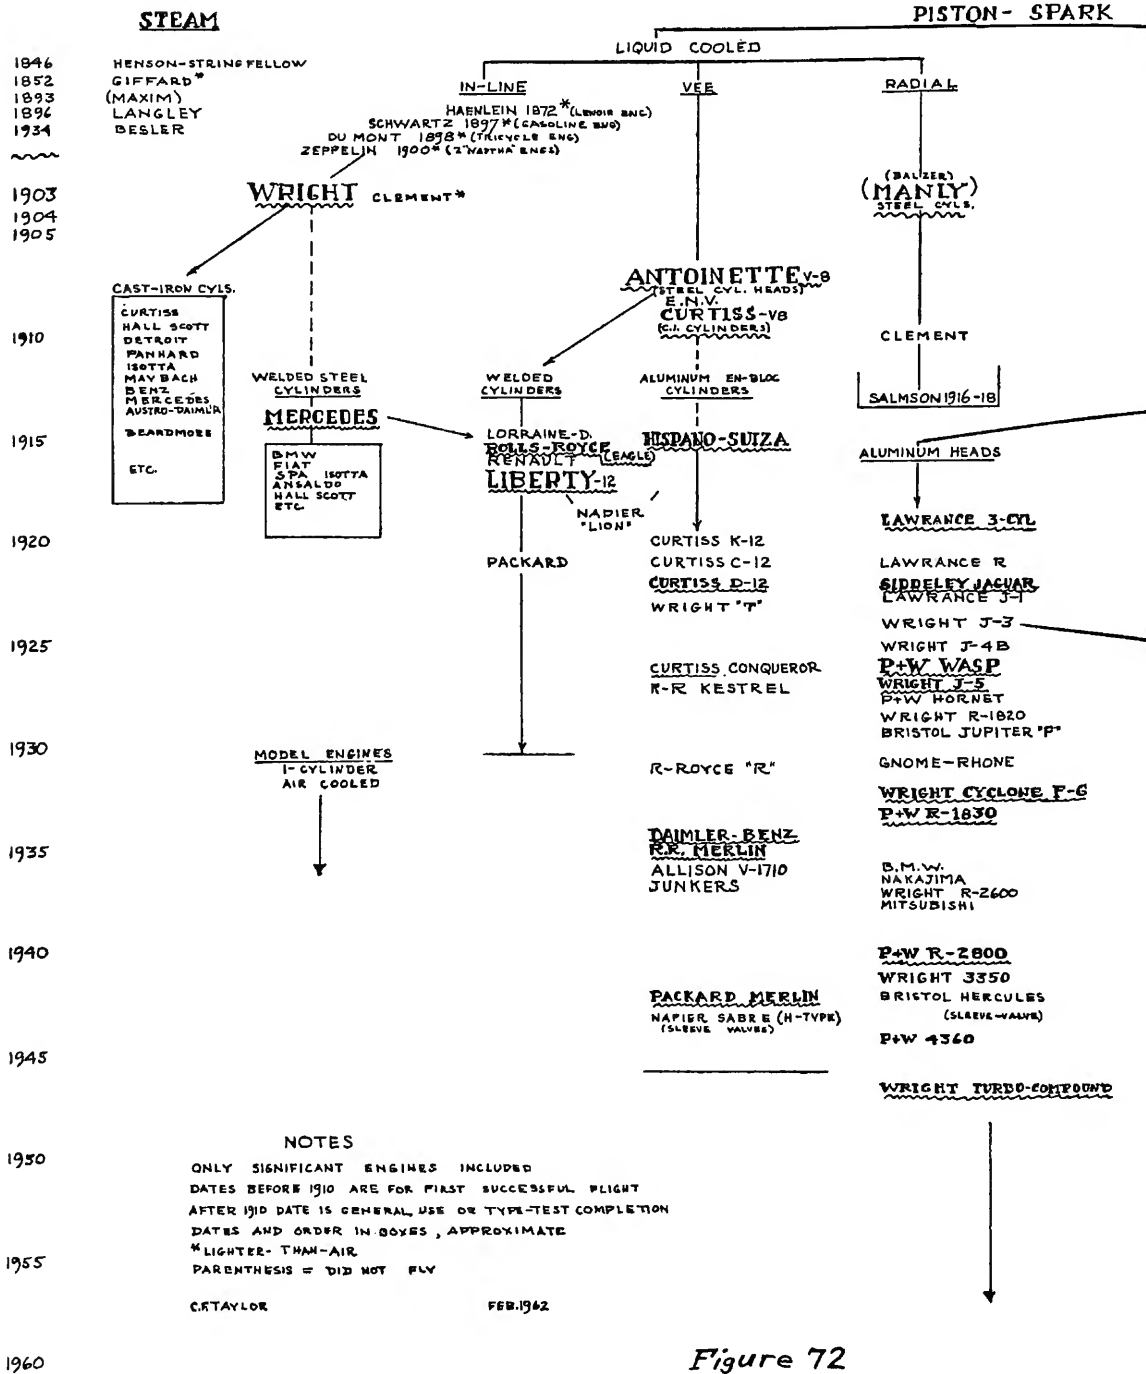 STEAM
PISTON- SPARK
LIQUID COOLED
1846 HENSON-STRINGFELLOW
1852 GIFFARD*
1893 (MAXIM)
1896 LANGLEY
1934 BESLER
IN-LINE
VEE
RADIAL
HAENLEIN 1872* (LENOIR ENG)
SCHWARTZ 1897* (GASOLINE ENG)
DU MONT 1898* (TRICYCLE ENG)
ZEPPELIN 1900* (2"NAPTHA" ENGS)
1903
1904
1905
WRIGHT CLEMENT*
(BALZER)
(MANLY)
STEEL CYLS.
CAST-IRON CYLS.
CURTISS
HALL SCOTT
DETROIT
PANHARD
ISOTTA
MAYBACH
BENZ
MERCEDES
AUSTRO-DAIMLR
BEARDMORE
ETC.
ANTOINETTE V-8
(STEEL CYL. HEADS)
E.N.V.
CURTISS-V8
(C.I. CYLINDERS)
1910
CLEMENT
WELDED STEEL
CYLINDERS
MERCEDES
BMW
FIAT
SPA ISOTTA
ANSALDO
HALL SCOTT
ETC.
WELDED
CYLINDERS
LORRAINE-D.
ROLLS-ROYCE
RENAULT (EAGLE)
LIBERTY-12
NAPIER
"LION"
ALUMINUM EN-BLOC
CYLINDERS
HISPANO-SUIZA
SALMSON 1916-18
1915
ALUMINUM HEADS
LAWRANCE 3-CYL
1920
PACKARD
CURTISS K-12
CURTISS C-12
CURTISS D-12
WRIGHT "T"
LAWRANCE R
SIDDELEY JAGUAR
LAWRANCE J-1
WRIGHT J-3
1925
WRIGHT J-4B
P+W WASP
WRIGHT J-5
P+W HORNET
WRIGHT R-1820
BRISTOL JUPITER "F"
CURTISS CONQUEROR
R-R KESTREL
1930
MODEL ENGINES
1-CYLINDER
AIR COOLED
R-ROYCE "R"
GNOME-RHONE
WRIGHT CYCLONE F-G
P+W R-1830
DAIMLER-BENZ
R.R. MERLIN
ALLISON V-1710
JUNKERS
1935
B.M.W.
NAKAJIMA
WRIGHT R-2600
MITSUBISHI
1940
P+W R-2800
WRIGHT 3350
BRISTOL HERCULES
(SLEEVE-VALVE)
P+W 4360
PACKARD MERLIN
NAPIER SABRE (H-TYPE)
(SLEEVE VALVES)
1945
WRIGHT TURBO-COMPOUND
NOTES
1950
ONLY SIGNIFICANT ENGINES INCLUDED
DATES BEFORE 1910 ARE FOR FIRST SUCCESSFUL FLIGHT
AFTER 1910 DATE IS GENERAL USE OR TYPE-TEST COMPLETION
DATES AND ORDER IN BOXES, APPROXIMATE
*LIGHTER-THAN-AIR
1955
PARENTHESIS = DID NOT FLY
C.F.TAYLOR FEB.1962
1960
Figure 72